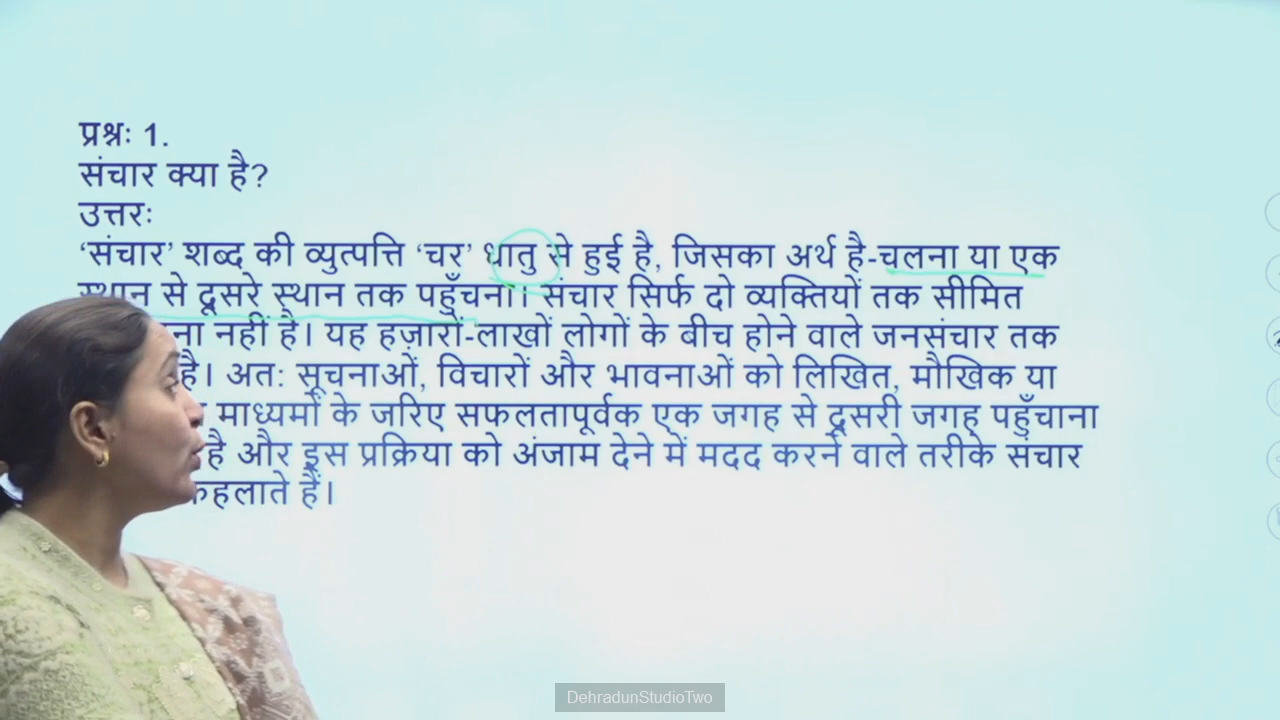 प्रश्नः 1.
संचार क्या है?
उत्तरः
‘संचार’ शब्द की व्युत्पत्ति ‘चर’ धातु से हुई है, जिसका अर्थ है-चलना या एक
स्थान से दूसरे स्थान तक पहुँचना। संचार सिर्फ दो व्यक्तियों तक सीमित
नहीं है। यह हज़ारों-लाखों लोगों के बीच होने वाले जनसंचार तक
है। अत: सूचनाओं, विचारों और भावनाओं को लिखित, मौखिक या
माध्यमों के जरिए सफलतापूर्वक एक जगह से दूसरी जगह पहुँचाना
है और इस प्रक्रिया को अंजाम देने में मदद करने वाले तरीके संचार
कहलाते हैं।
DehradunStudioTwo